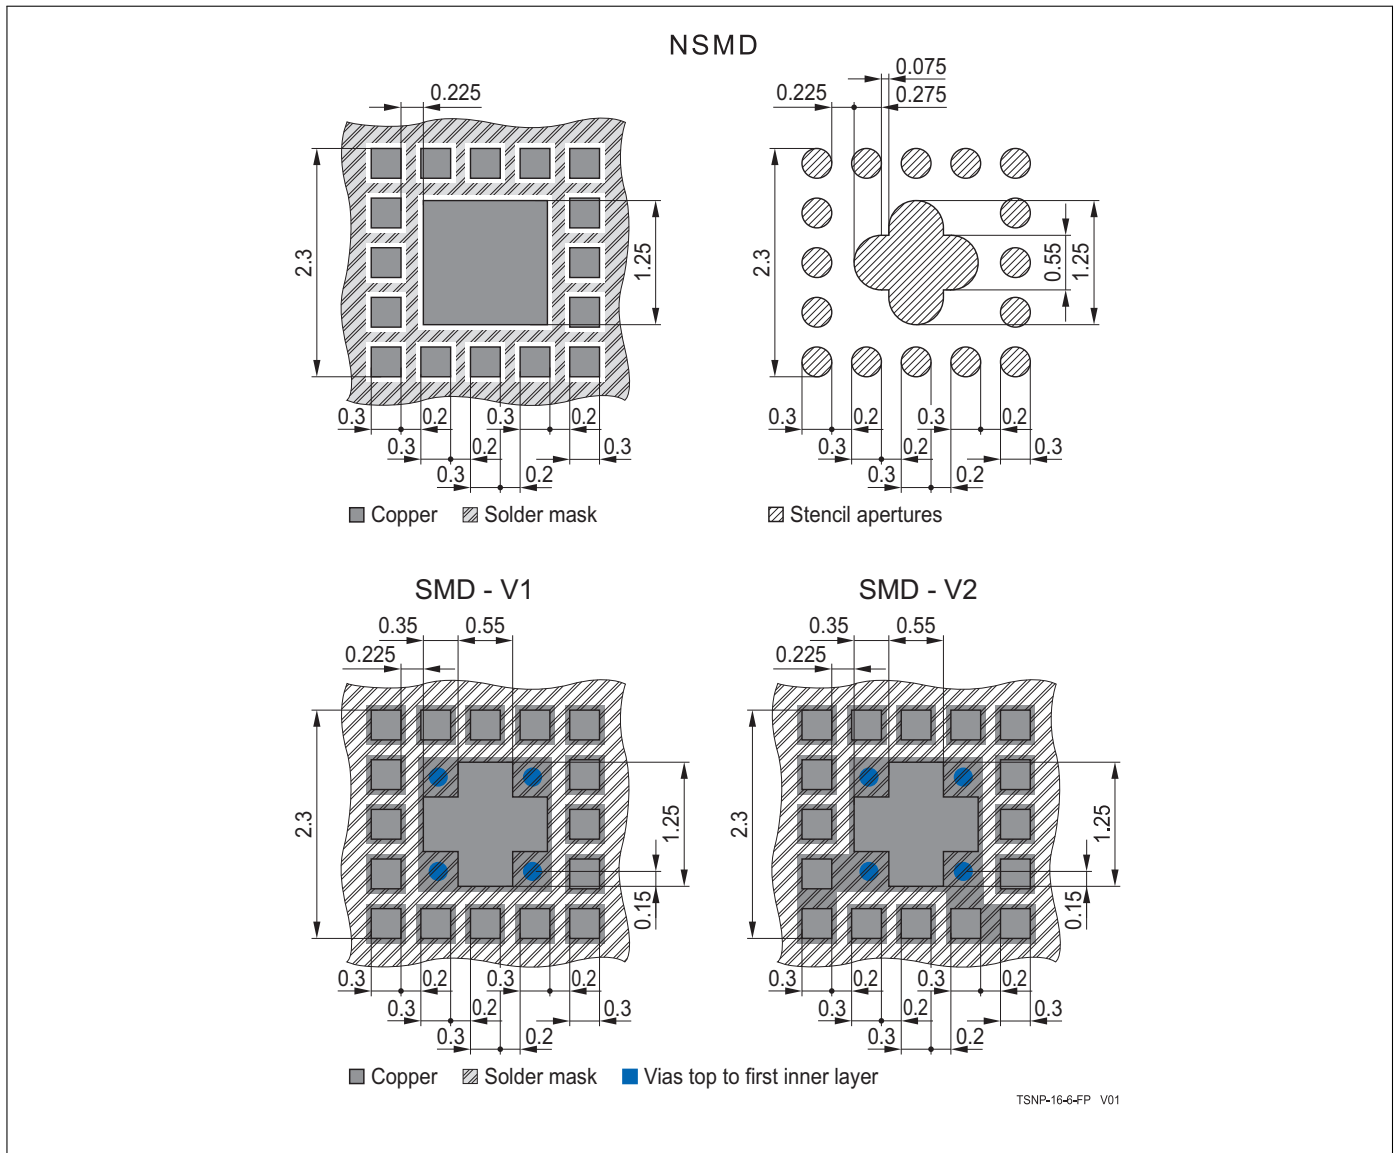 NSMD
0.075
0.225 0.225 0.275
2.3 1.25 2.3 0.55 1.25
0.3 0.2 0.3 0.2 0.3 0.2 0.3 0.2
0.3 0.2 0.3 0.3 0.2 0.3
0.3 0.2 0.3 0.2
Copper Solder mask Stencil apertures
SMD - V1 SMD - V2
0.35 0.55 0.35 0.55
0.225 0.225
2.3 1.25 2.3 1.25
0.15 0.15
0.3 0.2 0.3 0.2 0.3 0.2 0.3 0.2
0.3 0.2 0.3 0.3 0.2 0.3
0.3 0.2 0.3 0.2
Copper Solder mask Vias top to first inner layer
TSNP-16-6-FP V01